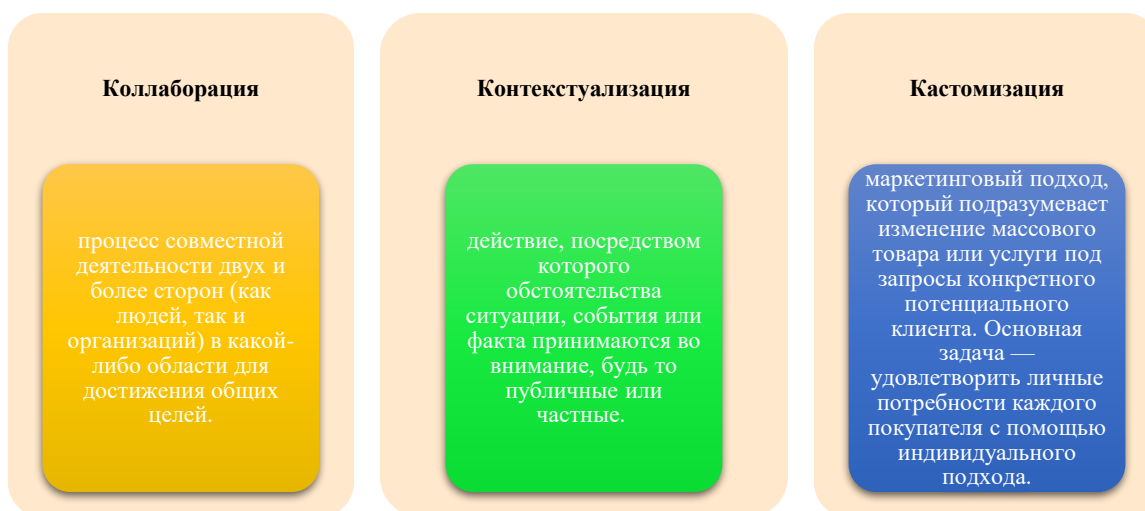 Коллаборация
процесс совместной
деятельности двух и
более сторон (как
людей, так и
организаций) в какой-
либо области для
достижения общих
целей.
Контекстуализация
действие, посредством
которого
обстоятельства
ситуации, события или
факта принимаются во
внимание, будь то
публичные или
частные.
Кастомизация
маркетинговый подход,
который подразумевает
изменение массового
товара или услуги под
запросы конкретного
потенциального
клиента. Основная
задача —
удовлетворить личные
потребности каждого
покупателя с помощью
индивидуального
подхода.